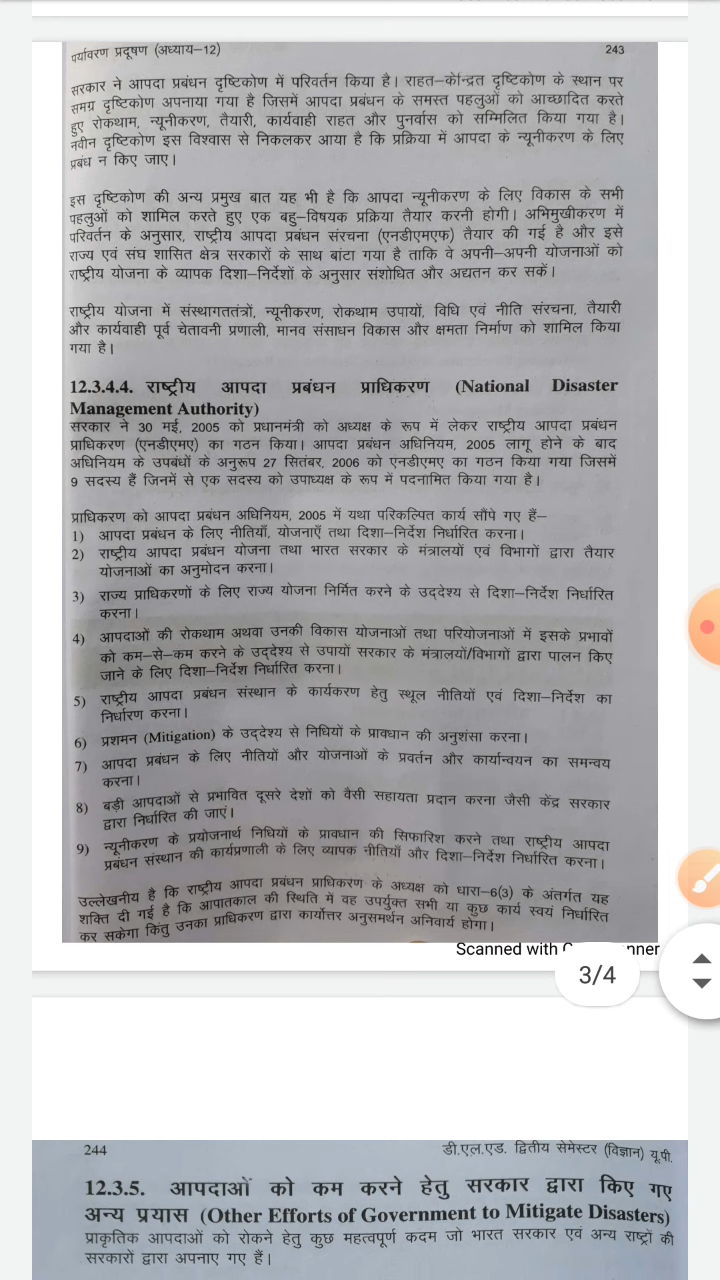 पर्यावरण प्रदूषण (अध्याय–12) 243
सरकार ने आपदा प्रबंधन दृष्टिकोण में परिवर्तन किया है। राहत–केन्द्रित दृष्टिकोण के स्थान पर
समग्र दृष्टिकोण अपनाया गया है जिसमें आपदा प्रबंधन के समस्त पहलुओं को आच्छादित करते
हुए रोकथाम, न्यूनीकरण, तैयारी, कार्यवाही राहत और पुनर्वास को सम्मिलित किया गया है।
नवीन दृष्टिकोण इस विश्वास से निकलकर आया है कि प्रक्रिया में आपदा के न्यूनीकरण के लिए
प्रबंध न किए जाए।
इस दृष्टिकोण की अन्य प्रमुख बात यह भी है कि आपदा न्यूनीकरण के लिए विकास के सभी
पहलुओं को शामिल करते हुए एक बहु–विषयक प्रक्रिया तैयार करनी होगी। अभिमुखीकरण में
परिवर्तन के अनुसार, राष्ट्रीय आपदा प्रबंधन संरचना (एनडीएमएफ) तैयार की गई है और इसे
राज्य एवं संघ शासित क्षेत्र सरकारों के साथ बांटा गया है ताकि वे अपनी–अपनी योजनाओं को
राष्ट्रीय योजना के व्यापक दिशा–निर्देशों के अनुसार संशोधित और अद्यतन कर सकें।
राष्ट्रीय योजना में संस्थागततंत्रों, न्यूनीकरण, रोकथाम उपायों, विधि एवं नीति संरचना, तैयारी
और कार्यवाही पूर्व चेतावनी प्रणाली, मानव संसाधन विकास और क्षमता निर्माण को शामिल किया
गया है।
12.3.4.4. राष्ट्रीय आपदा प्रबंधन प्राधिकरण (National Disaster
Management Authority)
सरकार ने 30 मई, 2005 को प्रधानमंत्री को अध्यक्ष के रूप में लेकर राष्ट्रीय आपदा प्रबंधन
प्राधिकरण (एनडीएमए) का गठन किया। आपदा प्रबंधन अधिनियम, 2005 लागू होने के बाद
अधिनियम के उपबंधों के अनुरूप 27 सितंबर, 2006 को एनडीएमए का गठन किया गया जिसमें
9 सदस्य हैं जिनमें से एक सदस्य को उपाध्यक्ष के रूप में पदनामित किया गया है।
प्राधिकरण को आपदा प्रबंधन अधिनियम, 2005 में यथा परिकल्पित कार्य सौंपे गए हैं–
1) आपदा प्रबंधन के लिए नीतियाँ, योजनाएँ तथा दिशा–निर्देश निर्धारित करना।
2) राष्ट्रीय आपदा प्रबंधन योजना तथा भारत सरकार के मंत्रालयों एवं विभागों द्वारा तैयार
योजनाओं का अनुमोदन करना।
3) राज्य प्राधिकरणों के लिए राज्य योजना निर्मित करने के उद्देश्य से दिशा–निर्देश निर्धारित
करना।
4) आपदाओं की रोकथाम अथवा उनकी विकास योजनाओं तथा परियोजनाओं में इसके प्रभावों
को कम–से–कम करने के उद्देश्य से उपायों सरकार के मंत्रालयों/विभागों द्वारा पालन किए
जाने के लिए दिशा–निर्देश निर्धारित करना।
5) राष्ट्रीय आपदा प्रबंधन संस्थान के कार्यकरण हेतु स्थूल नीतियों एवं दिशा–निर्देश का
निर्धारण करना।
6) प्रशमन (Mitigation) के उद्देश्य से निधियों के प्रावधान की अनुशंसा करना।
7) आपदा प्रबंधन के लिए नीतियों और योजनाओं के प्रवर्तन और कार्यान्वयन का समन्वय
करना।
8) बड़ी आपदाओं से प्रभावित दूसरे देशों को वैसी सहायता प्रदान करना जैसी केंद्र सरकार
द्वारा निर्धारित की जाएं।
9) न्यूनीकरण के प्रयोजनार्थ निधियों के प्रावधान की सिफारिश करने तथा राष्ट्रीय आपदा
प्रबंधन संस्थान की कार्यप्रणाली के लिए व्यापक नीतियाँ और दिशा–निर्देश निर्धारित करना।
उल्लेखनीय है कि राष्ट्रीय आपदा प्रबंधन प्राधिकरण के अध्यक्ष को धारा–6(3) के अंतर्गत यह
शक्ति दी गई है कि आपातकाल की स्थिति में वह उपर्युक्त सभी या कुछ कार्य स्वयं निर्धारित
कर सकेगा किंतु उनका प्राधिकरण द्वारा कार्योत्तर अनुसमर्थन अनिवार्य होगा।
Scanned with
3/4
244 डी.एल.एड. द्वितीय सेमेस्टर (विज्ञान) यू.पी.
12.3.5. आपदाओं को कम करने हेतु सरकार द्वारा किए गए
अन्य प्रयास (Other Efforts of Government to Mitigate Disasters)
प्राकृतिक आपदाओं को रोकने हेतु कुछ महत्वपूर्ण कदम जो भारत सरकार एवं अन्य राष्ट्रों की
सरकारों द्वारा अपनाए गए हैं।